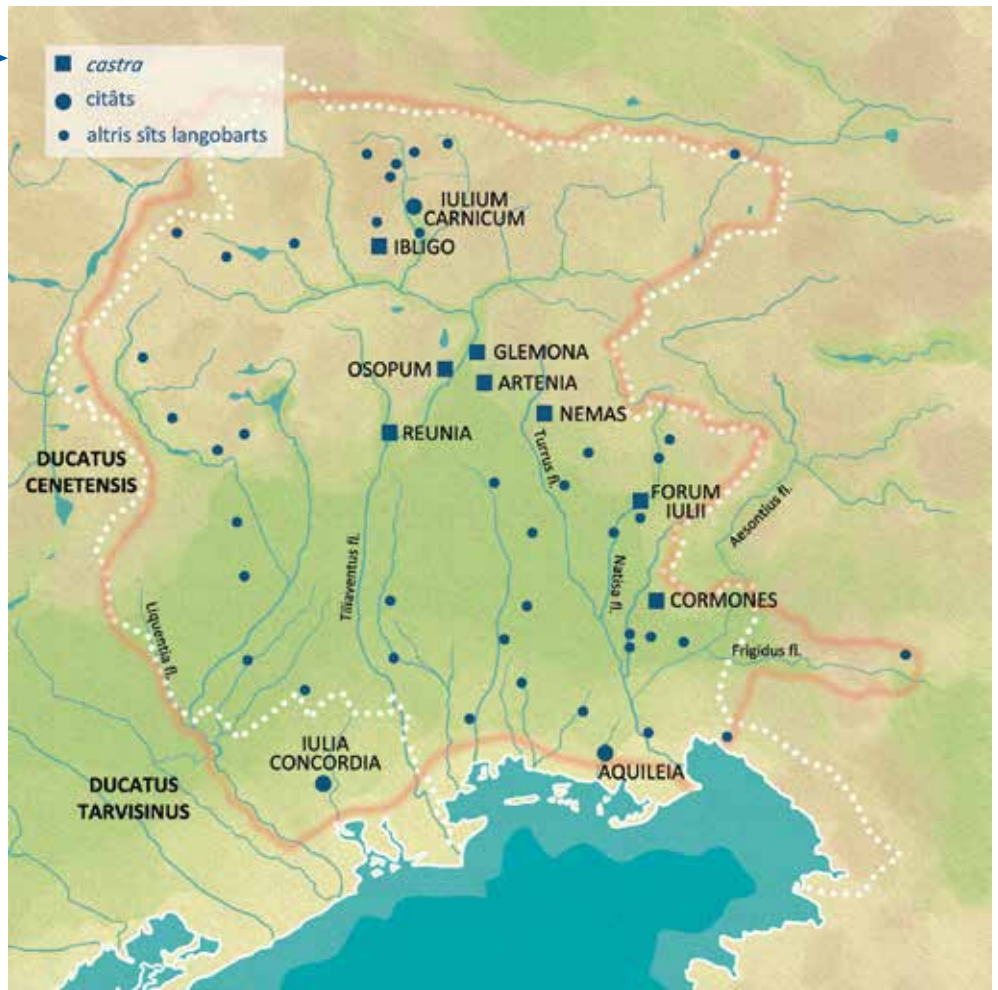 castra
citâts
altris sîts langobarts
IULIUM
CARNICUM
IBLIGO
GLEMONA
OSOPUM
ARTENIA
NEMAS
REUNIA
Turrus fl.
DUCATUS
CENETENSIS
FORUM
IULII
Aesontius fl.
Tiliaventus fl.
Natisa fl.
CORMONES
Liquentia fl.
Frigidus fl.
IULIA
CONCORDIA
AQUILEIA
DUCATUS
TARVISINUS